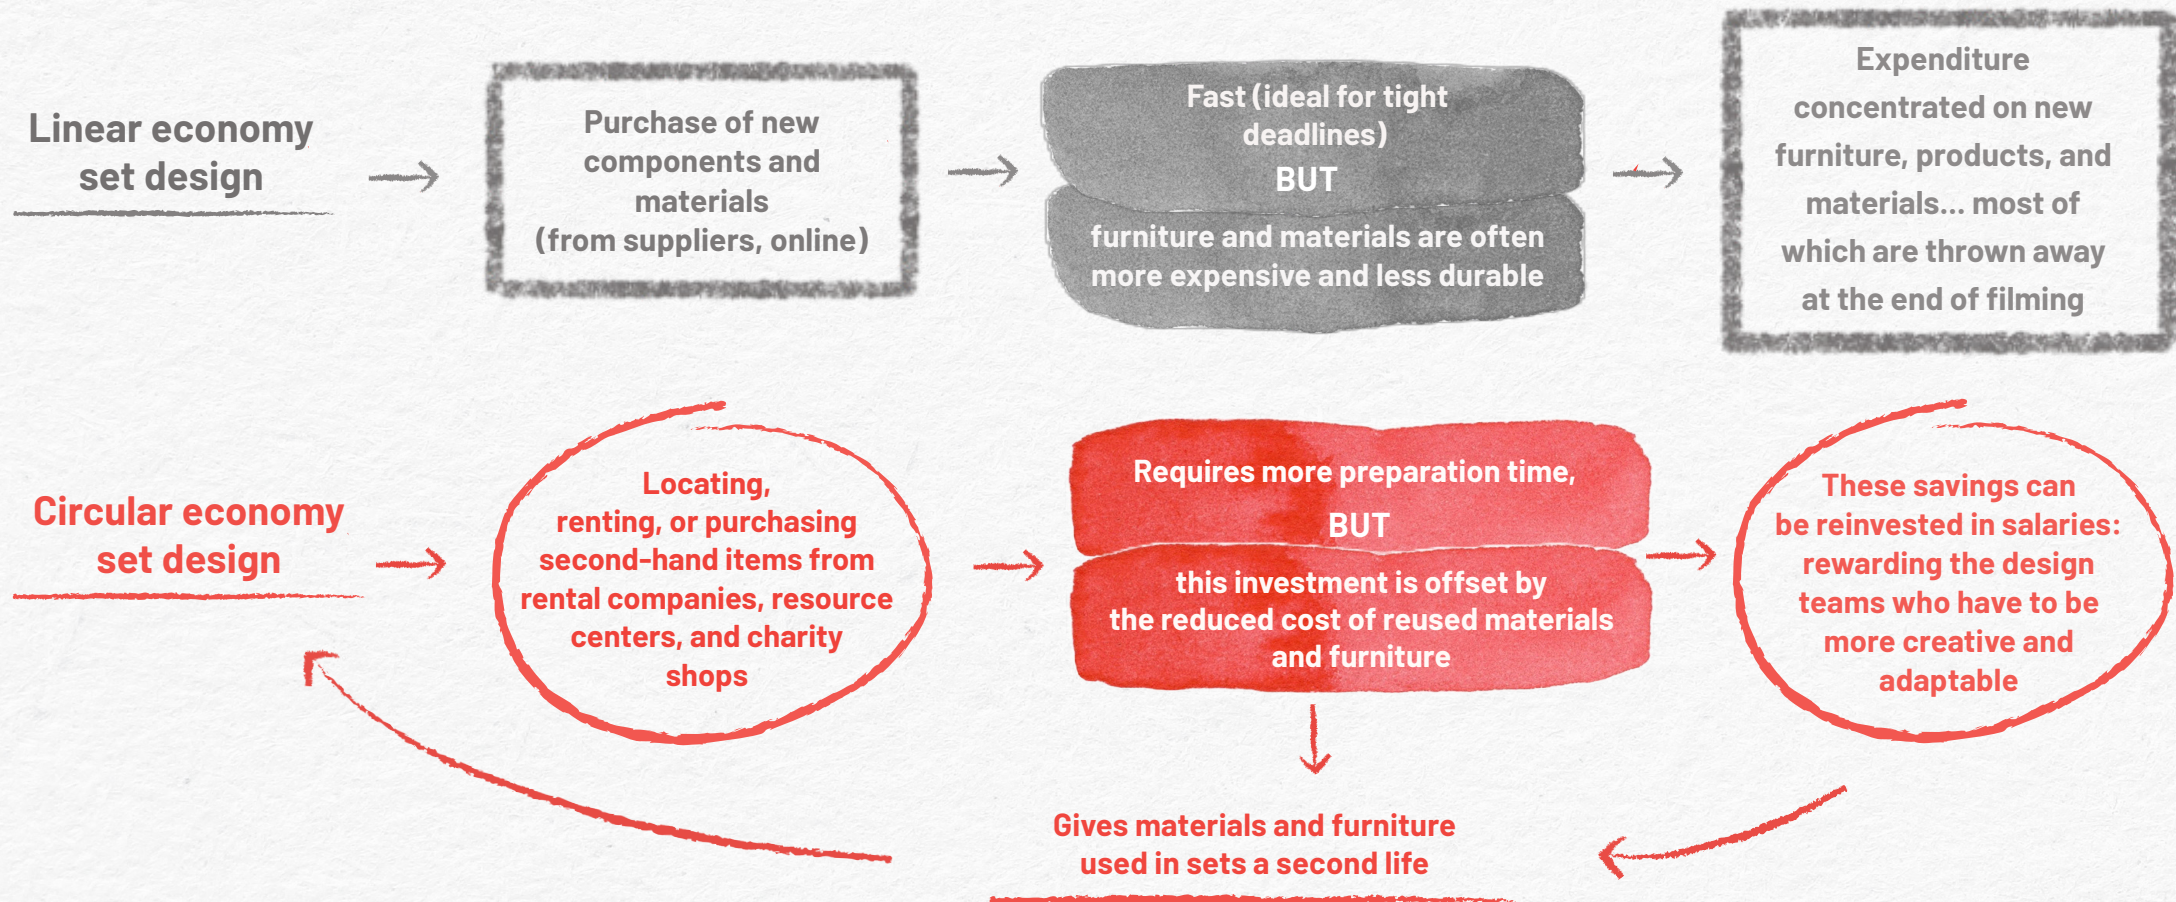 Linear economy
set design
Purchase of new
components and
materials
(from suppliers, online)
Fast (ideal for tight
deadlines)
BUT
furniture and materials are often
more expensive and less durable
Expenditure
concentrated on new
furniture, products, and
materials... most of
which are thrown away
at the end of filming
Circular economy
set design
Locating,
renting, or purchasing
second-hand items from
rental companies, resource
centers, and charity
shops
Requires more preparation time,
BUT
this investment is offset by
the reduced cost of reused materials
and furniture
These savings can
be reinvested in salaries:
rewarding the design
teams who have to be
more creative and
adaptable
Gives materials and furniture
used in sets a second life